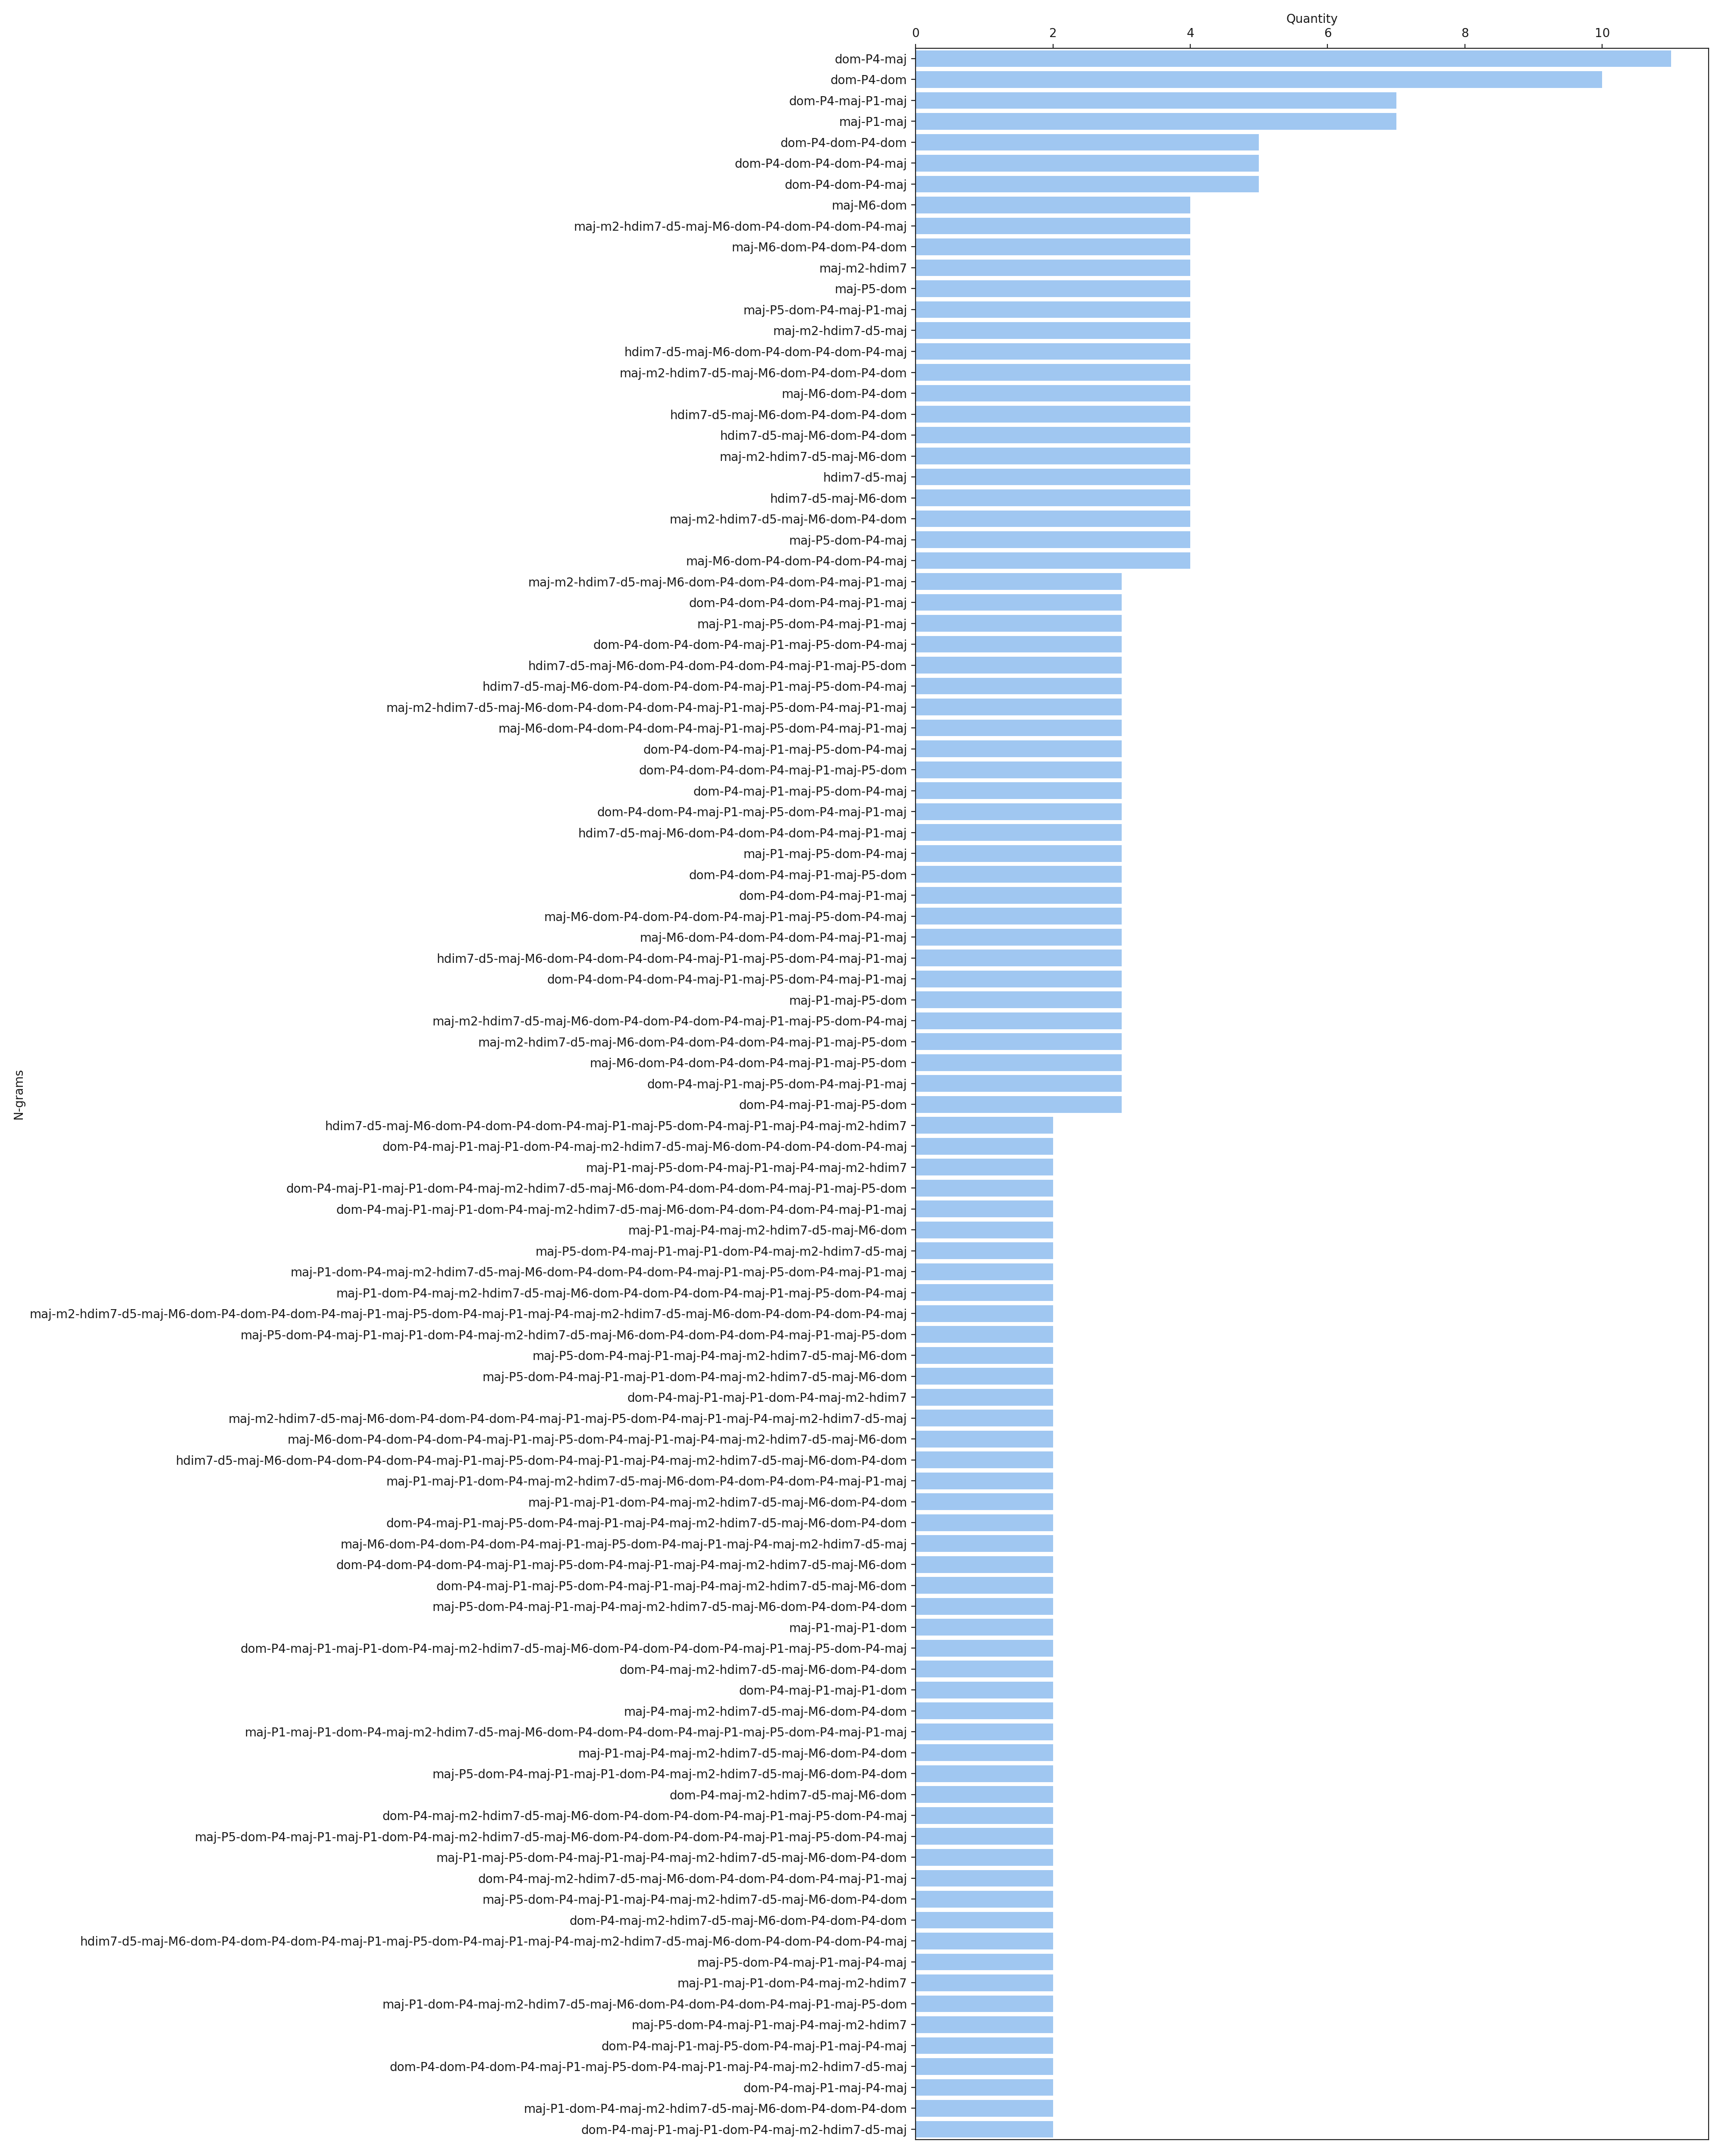 Quantity
0 2 4 6 8 10
dom-P4-maj
dom-P4-dom
dom-P4-maj-P1-maj
maj-P1-maj
dom-P4-dom-P4-dom
dom-P4-dom-P4-dom-P4-maj
dom-P4-dom-P4-maj
maj-M6-dom
maj-m2-hdim7-d5-maj-M6-dom-P4-dom-P4-dom-P4-maj
maj-M6-dom-P4-dom-P4-dom
maj-m2-hdim7
maj-P5-dom
maj-P5-dom-P4-maj-P1-maj
maj-m2-hdim7-d5-maj
hdim7-d5-maj-M6-dom-P4-dom-P4-dom-P4-maj
maj-m2-hdim7-d5-maj-M6-dom-P4-dom-P4-dom
maj-M6-dom-P4-dom
hdim7-d5-maj-M6-dom-P4-dom-P4-dom
hdim7-d5-maj-M6-dom-P4-dom
maj-m2-hdim7-d5-maj-M6-dom
hdim7-d5-maj
hdim7-d5-maj-M6-dom
maj-m2-hdim7-d5-maj-M6-dom-P4-dom
maj-P5-dom-P4-maj
maj-M6-dom-P4-dom-P4-dom-P4-maj
maj-m2-hdim7-d5-maj-M6-dom-P4-dom-P4-dom-P4-maj-P1-maj
dom-P4-dom-P4-dom-P4-maj-P1-maj
maj-P1-maj-P5-dom-P4-maj-P1-maj
dom-P4-dom-P4-dom-P4-maj-P1-maj-P5-dom-P4-maj
hdim7-d5-maj-M6-dom-P4-dom-P4-dom-P4-maj-P1-maj-P5-dom
hdim7-d5-maj-M6-dom-P4-dom-P4-dom-P4-maj-P1-maj-P5-dom-P4-maj
maj-m2-hdim7-d5-maj-M6-dom-P4-dom-P4-dom-P4-maj-P1-maj-P5-dom-P4-maj-P1-maj
maj-M6-dom-P4-dom-P4-dom-P4-maj-P1-maj-P5-dom-P4-maj-P1-maj
dom-P4-dom-P4-maj-P1-maj-P5-dom-P4-maj
dom-P4-dom-P4-dom-P4-maj-P1-maj-P5-dom
dom-P4-maj-P1-maj-P5-dom-P4-maj
dom-P4-dom-P4-maj-P1-maj-P5-dom-P4-maj-P1-maj
hdim7-d5-maj-M6-dom-P4-dom-P4-dom-P4-maj-P1-maj
maj-P1-maj-P5-dom-P4-maj
dom-P4-dom-P4-maj-P1-maj-P5-dom
dom-P4-dom-P4-maj-P1-maj
maj-M6-dom-P4-dom-P4-dom-P4-maj-P1-maj-P5-dom-P4-maj
maj-M6-dom-P4-dom-P4-dom-P4-maj-P1-maj
hdim7-d5-maj-M6-dom-P4-dom-P4-dom-P4-maj-P1-maj-P5-dom-P4-maj-P1-maj
dom-P4-dom-P4-dom-P4-maj-P1-maj-P5-dom-P4-maj-P1-maj
maj-P1-maj-P5-dom
maj-m2-hdim7-d5-maj-M6-dom-P4-dom-P4-dom-P4-maj-P1-maj-P5-dom-P4-maj
maj-m2-hdim7-d5-maj-M6-dom-P4-dom-P4-dom-P4-maj-P1-maj-P5-dom
maj-M6-dom-P4-dom-P4-dom-P4-maj-P1-maj-P5-dom
dom-P4-maj-P1-maj-P5-dom-P4-maj-P1-maj
N-grams
dom-P4-maj-P1-maj-P5-dom
hdim7-d5-maj-M6-dom-P4-dom-P4-dom-P4-maj-P1-maj-P5-dom-P4-maj-P1-maj-P4-maj-m2-hdim7
dom-P4-maj-P1-maj-P1-dom-P4-maj-m2-hdim7-d5-maj-M6-dom-P4-dom-P4-dom-P4-maj
maj-P1-maj-P5-dom-P4-maj-P1-maj-P4-maj-m2-hdim7
dom-P4-maj-P1-maj-P1-dom-P4-maj-m2-hdim7-d5-maj-M6-dom-P4-dom-P4-dom-P4-maj-P1-maj-P5-dom
dom-P4-maj-P1-maj-P1-dom-P4-maj-m2-hdim7-d5-maj-M6-dom-P4-dom-P4-dom-P4-maj-P1-maj
maj-P1-maj-P4-maj-m2-hdim7-d5-maj-M6-dom
maj-P5-dom-P4-maj-P1-maj-P1-dom-P4-maj-m2-hdim7-d5-maj
maj-P1-dom-P4-maj-m2-hdim7-d5-maj-M6-dom-P4-dom-P4-dom-P4-maj-P1-maj-P5-dom-P4-maj-P1-maj
maj-P1-dom-P4-maj-m2-hdim7-d5-maj-M6-dom-P4-dom-P4-dom-P4-maj-P1-maj-P5-dom-P4-maj
maj-m2-hdim7-d5-maj-M6-dom-P4-dom-P4-dom-P4-maj-P1-maj-P5-dom-P4-maj-P1-maj-P4-maj-m2-hdim7-d5-maj-M6-dom-P4-dom-P4-dom-P4-maj
maj-P5-dom-P4-maj-P1-maj-P1-dom-P4-maj-m2-hdim7-d5-maj-M6-dom-P4-dom-P4-dom-P4-maj-P1-maj-P5-dom
maj-P5-dom-P4-maj-P1-maj-P4-maj-m2-hdim7-d5-maj-M6-dom
maj-P5-dom-P4-maj-P1-maj-P1-dom-P4-maj-m2-hdim7-d5-maj-M6-dom
dom-P4-maj-P1-maj-P1-dom-P4-maj-m2-hdim7
maj-m2-hdim7-d5-maj-M6-dom-P4-dom-P4-dom-P4-maj-P1-maj-P5-dom-P4-maj-P1-maj-P4-maj-m2-hdim7-d5-maj
maj-M6-dom-P4-dom-P4-dom-P4-maj-P1-maj-P5-dom-P4-maj-P1-maj-P4-maj-m2-hdim7-d5-maj-M6-dom
hdim7-d5-maj-M6-dom-P4-dom-P4-dom-P4-maj-P1-maj-P5-dom-P4-maj-P1-maj-P4-maj-m2-hdim7-d5-maj-M6-dom-P4-dom
maj-P1-maj-P1-dom-P4-maj-m2-hdim7-d5-maj-M6-dom-P4-dom-P4-dom-P4-maj-P1-maj
maj-P1-maj-P1-dom-P4-maj-m2-hdim7-d5-maj-M6-dom-P4-dom
dom-P4-maj-P1-maj-P5-dom-P4-maj-P1-maj-P4-maj-m2-hdim7-d5-maj-M6-dom-P4-dom
maj-M6-dom-P4-dom-P4-dom-P4-maj-P1-maj-P5-dom-P4-maj-P1-maj-P4-maj-m2-hdim7-d5-maj
dom-P4-dom-P4-dom-P4-maj-P1-maj-P5-dom-P4-maj-P1-maj-P4-maj-m2-hdim7-d5-maj-M6-dom
dom-P4-maj-P1-maj-P5-dom-P4-maj-P1-maj-P4-maj-m2-hdim7-d5-maj-M6-dom
maj-P5-dom-P4-maj-P1-maj-P4-maj-m2-hdim7-d5-maj-M6-dom-P4-dom-P4-dom
maj-P1-maj-P1-dom
dom-P4-maj-P1-maj-P1-dom-P4-maj-m2-hdim7-d5-maj-M6-dom-P4-dom-P4-dom-P4-maj-P1-maj-P5-dom-P4-maj
dom-P4-maj-m2-hdim7-d5-maj-M6-dom-P4-dom
dom-P4-maj-P1-maj-P1-dom
maj-P4-maj-m2-hdim7-d5-maj-M6-dom-P4-dom
maj-P1-maj-P1-dom-P4-maj-m2-hdim7-d5-maj-M6-dom-P4-dom-P4-dom-P4-maj-P1-maj-P5-dom-P4-maj-P1-maj
maj-P1-maj-P4-maj-m2-hdim7-d5-maj-M6-dom-P4-dom
maj-P5-dom-P4-maj-P1-maj-P1-dom-P4-maj-m2-hdim7-d5-maj-M6-dom-P4-dom
dom-P4-maj-m2-hdim7-d5-maj-M6-dom
dom-P4-maj-m2-hdim7-d5-maj-M6-dom-P4-dom-P4-dom-P4-maj-P1-maj-P5-dom-P4-maj
maj-P5-dom-P4-maj-P1-maj-P1-dom-P4-maj-m2-hdim7-d5-maj-M6-dom-P4-dom-P4-dom-P4-maj-P1-maj-P5-dom-P4-maj
maj-P1-maj-P5-dom-P4-maj-P1-maj-P4-maj-m2-hdim7-d5-maj-M6-dom-P4-dom
dom-P4-maj-m2-hdim7-d5-maj-M6-dom-P4-dom-P4-dom-P4-maj-P1-maj
maj-P5-dom-P4-maj-P1-maj-P4-maj-m2-hdim7-d5-maj-M6-dom-P4-dom
dom-P4-maj-m2-hdim7-d5-maj-M6-dom-P4-dom-P4-dom
hdim7-d5-maj-M6-dom-P4-dom-P4-dom-P4-maj-P1-maj-P5-dom-P4-maj-P1-maj-P4-maj-m2-hdim7-d5-maj-M6-dom-P4-dom-P4-dom-P4-maj
maj-P5-dom-P4-maj-P1-maj-P4-maj
maj-P1-maj-P1-dom-P4-maj-m2-hdim7
maj-P1-dom-P4-maj-m2-hdim7-d5-maj-M6-dom-P4-dom-P4-dom-P4-maj-P1-maj-P5-dom
maj-P5-dom-P4-maj-P1-maj-P4-maj-m2-hdim7
dom-P4-maj-P1-maj-P5-dom-P4-maj-P1-maj-P4-maj
dom-P4-dom-P4-dom-P4-maj-P1-maj-P5-dom-P4-maj-P1-maj-P4-maj-m2-hdim7-d5-maj
dom-P4-maj-P1-maj-P4-maj
maj-P1-dom-P4-maj-m2-hdim7-d5-maj-M6-dom-P4-dom-P4-dom
dom-P4-maj-P1-maj-P1-dom-P4-maj-m2-hdim7-d5-maj